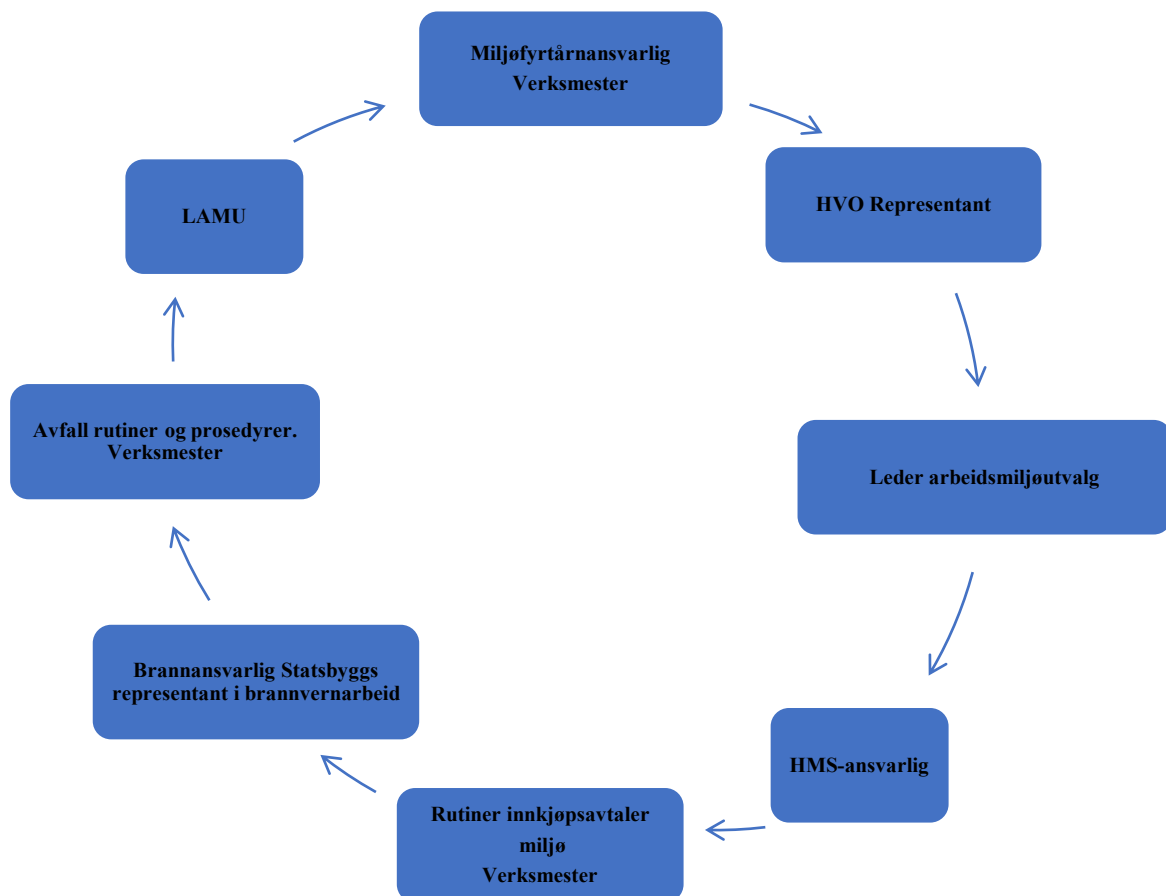 Miljøfyrtårnansvarlig
Verksmester
HVO Representant
Leder arbeidsmiljøutvalg
HMS-ansvarlig
Rutiner innkjøpsavtaler
miljø
Verksmester
Brannansvarlig Statsbyggs
representant i brannvernarbeid
Avfall rutiner og prosedyrer.
Verksmester
LAMU